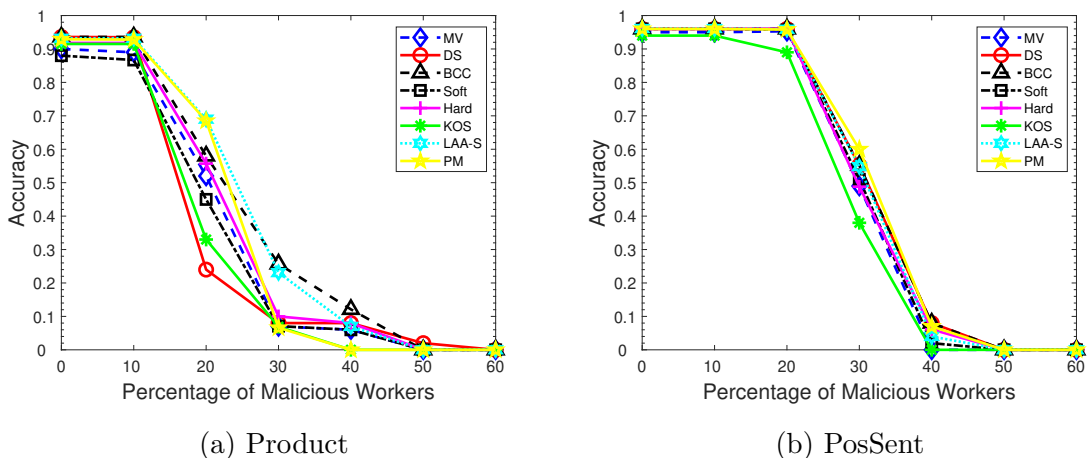 1
0.9
0.8
0.7
0.6
0.5
0.4
0.3
0.2
0.1
0
Accuracy
0 10 20 30 40 50 60
Percentage of Malicious Workers
MV
DS
BCC
Soft
Hard
KOS
LAA-S
PM
(a) Product
1
0.9
0.8
0.7
0.6
0.5
0.4
0.3
0.2
0.1
0
Accuracy
0 10 20 30 40 50 60
Percentage of Malicious Workers
MV
DS
BCC
Soft
Hard
KOS
LAA-S
PM
(b) PosSent